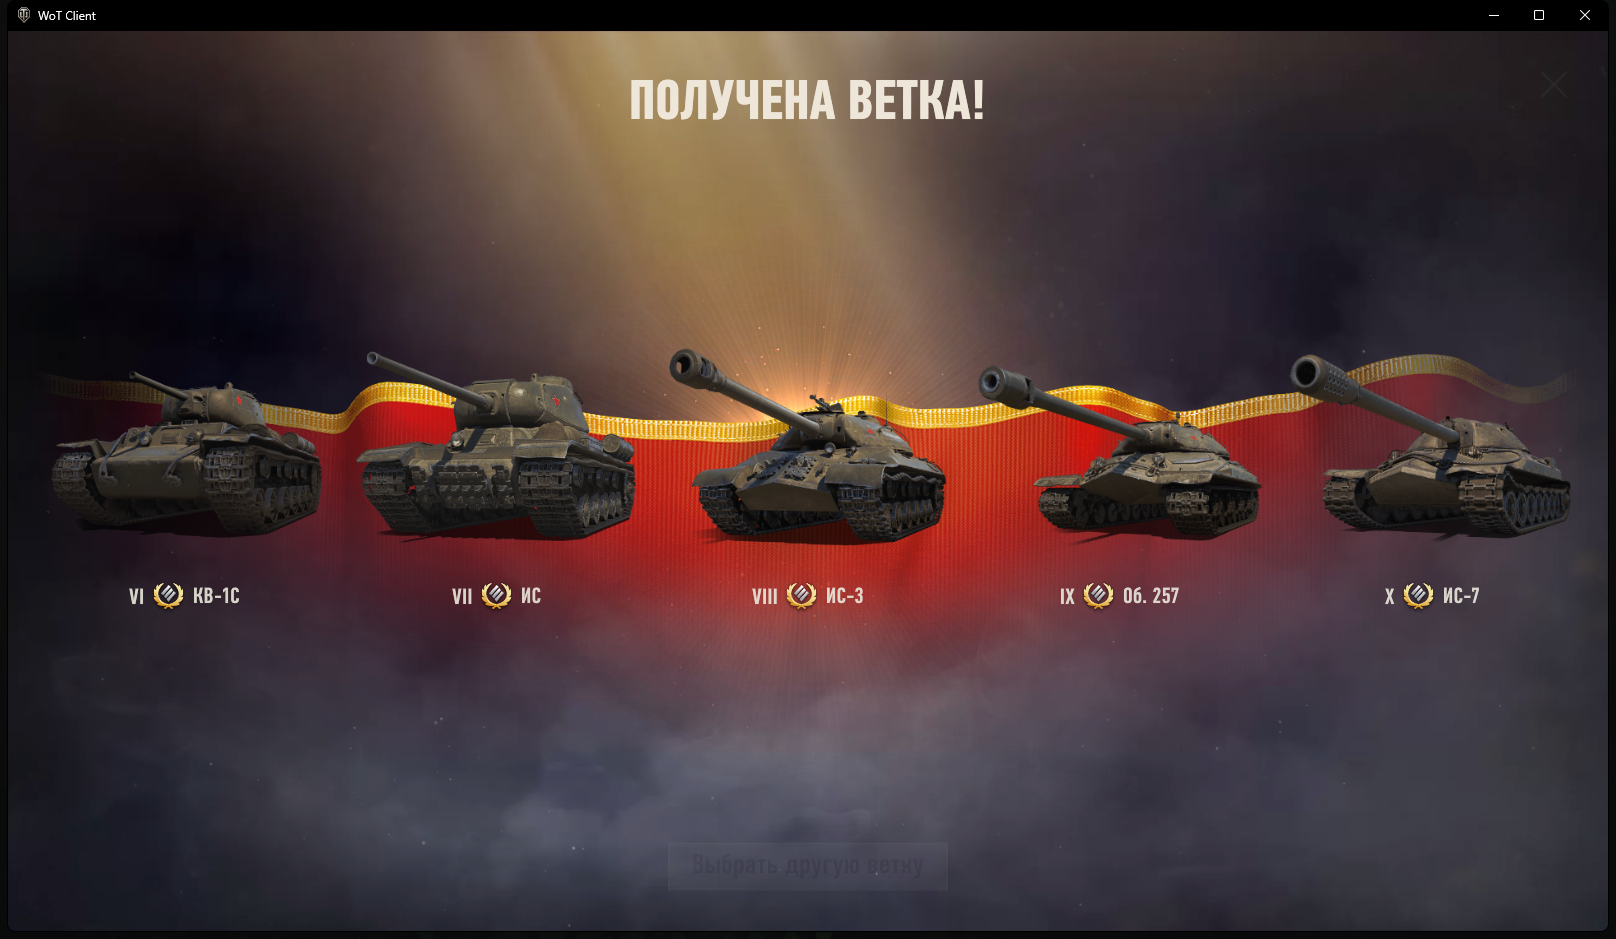 WoT Client
ПОЛУЧЕНА ВЕТКА!
VI КВ-1С
VII ИС
VIII ИС-3
IX Об. 257
X ИС-7
Выбрать другую ветку